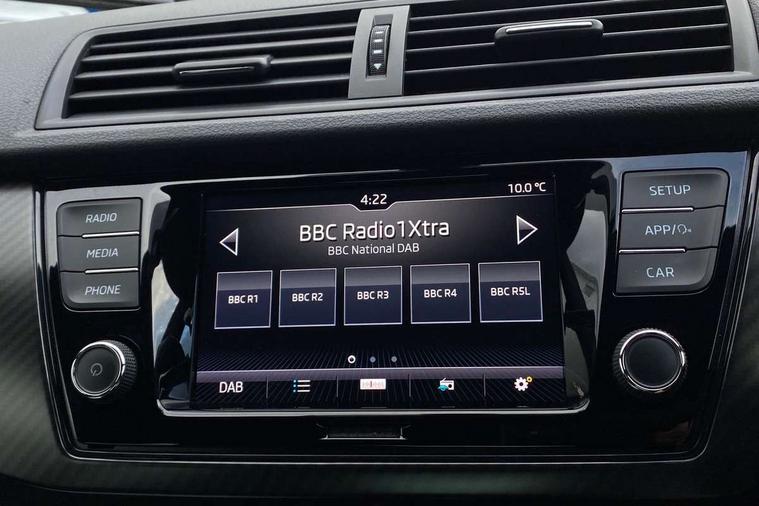 4:22
10.0 °C
BBC Radio1Xtra
BBC National DAB
BBC R1
BBC R2
BBC R3
BBC R4
BBC R5L
DAB
RADIO
MEDIA
PHONE
SETUP
APP/
CAR